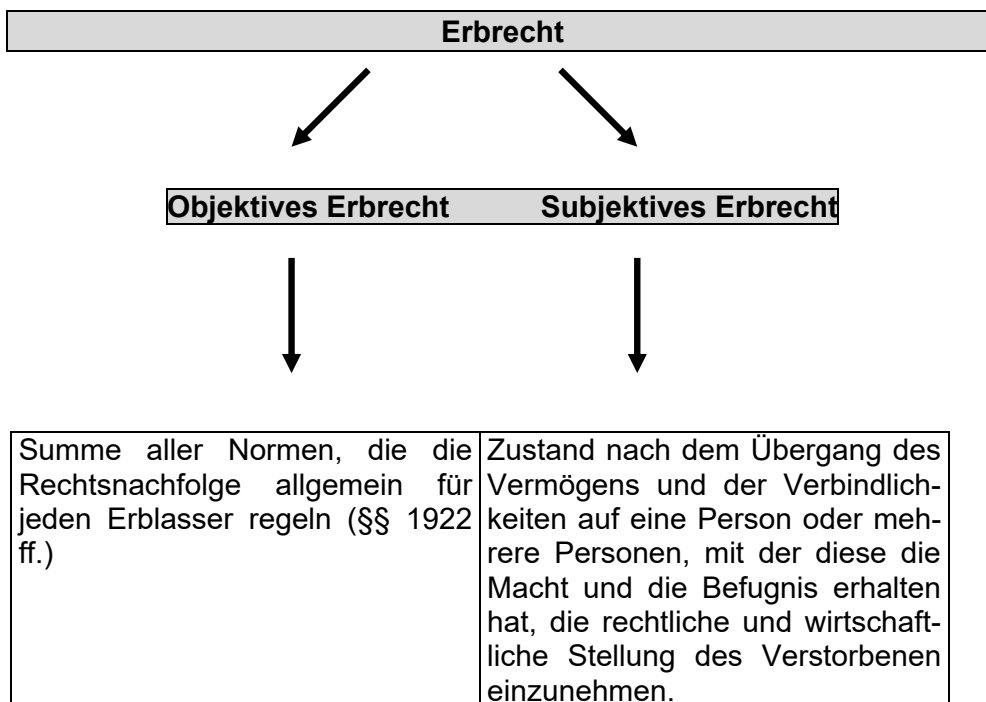 Erbrecht
Objektives Erbrecht Subjektives Erbrecht
Summe aller Normen, die die
Rechtsnachfolge allgemein für
jeden Erblasser regeln (§§ 1922
ff.)
Zustand nach dem Übergang des
Vermögens und der Verbindlich-
keiten auf eine Person oder meh-
rere Personen, mit der diese die
Macht und die Befugnis erhalten
hat, die rechtliche und wirtschaft-
liche Stellung des Verstorbenen
einzunehmen.